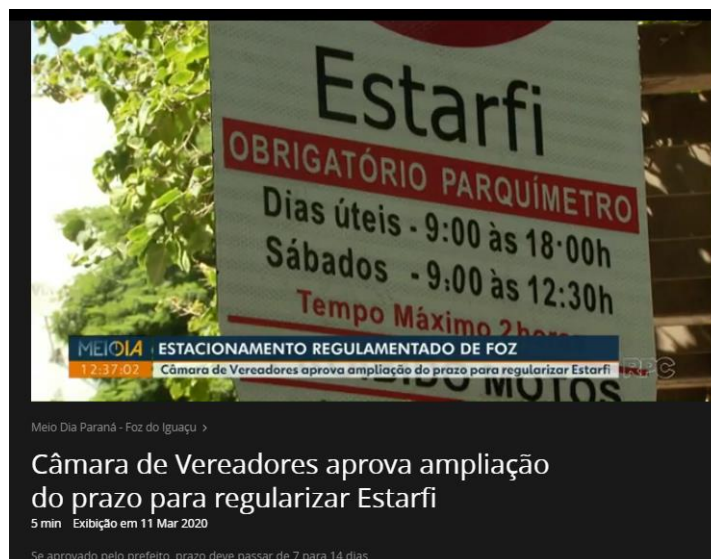 Estarfi
OBRIGATÓRIO PARQUÍMETRO
Dias úteis - 9:00 às 18:00h
Sábados - 9:00 às 12:30h
Tempo Máximo 2hora
MEIODIA ESTACIONAMENTO REGULAMENTADO DE FOZ
12:37:02 Câmara de Vereadores aprova ampliação do prazo para regularizar Estarfi
RPC
MOTOS
Meio Dia Paraná - Foz do Iguaçu >
Câmara de Vereadores aprova ampliação
do prazo para regularizar Estarfi
5 min Exibição em 11 Mar 2020
Se aprovado pelo prefeito, prazo deve passar de 7 para 14 dias